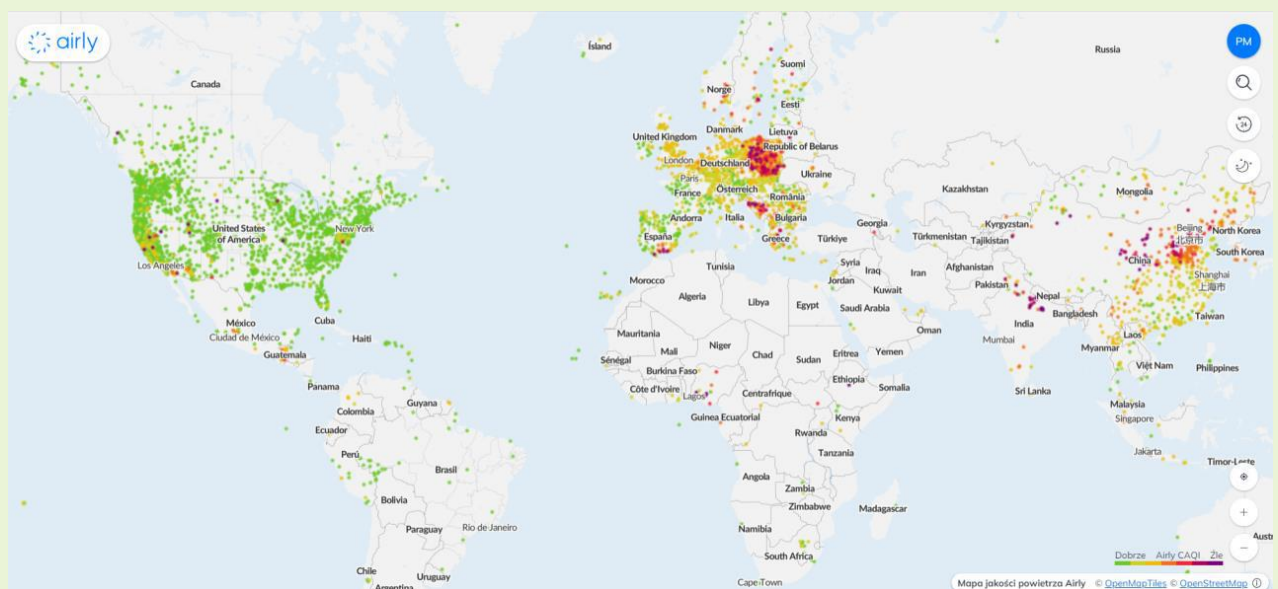 airly
PM
24
Ísland
Russia
Suomi
Canada
Norge
Eesti
United Kingdom
Danmark
Lietuva
Republic of Belarus
London
Deutschland
Ukraine
Paris
Österreich
Kazakhstan
Mongolia
France
România
United States
of America
New York
Andorra
Italia
Bulgaria
Georgia
Kyrgyzstan
Beijing
北京市
North Korea
España
Greece
Türkiye
Türkmenistan
Tajikistan
South Korea
Los Angeles
Tunisia
Syria
Iraq
Iran
Afghanistan
China
Shanghai
上海市
Morocco
Jordan
Kuwait
Pakistan
Nepal
Algeria
Libya
Egypt
Saudi Arabia
Bangladesh
Taiwan
México
Cuba
Oman
India
Ciudad de México
Haiti
Mauritania
Mumbai
Myanmar
Laos
Guatemala
Mali
Niger
Chad
Eritrea
Yemen
Sénégal
Sudan
Việt Nam
Philippines
Burkina Faso
Panama
Côte d'Ivoire
Lagos
Centrafrique
Ethiopia
Somalia
Sri Lanka
Colombia
Guyana
Guinea Ecuatorial
Kenya
Malaysia
Singapore
Ecuador
Rwanda
Perú
Brasil
Tanzania
Jakarta
Timor-Leste
Angola
Zambia
Bolivia
Zimbabwe
Madagascar
Paraguay
Rio de Janeiro
Namibia
Austr
South Africa
Dobrze Airly CAQI Źle
Chile
Uruguay
Argentina
Cape Town
Mapa jakości powietrza Airly © OpenMapTiles © OpenStreetMap